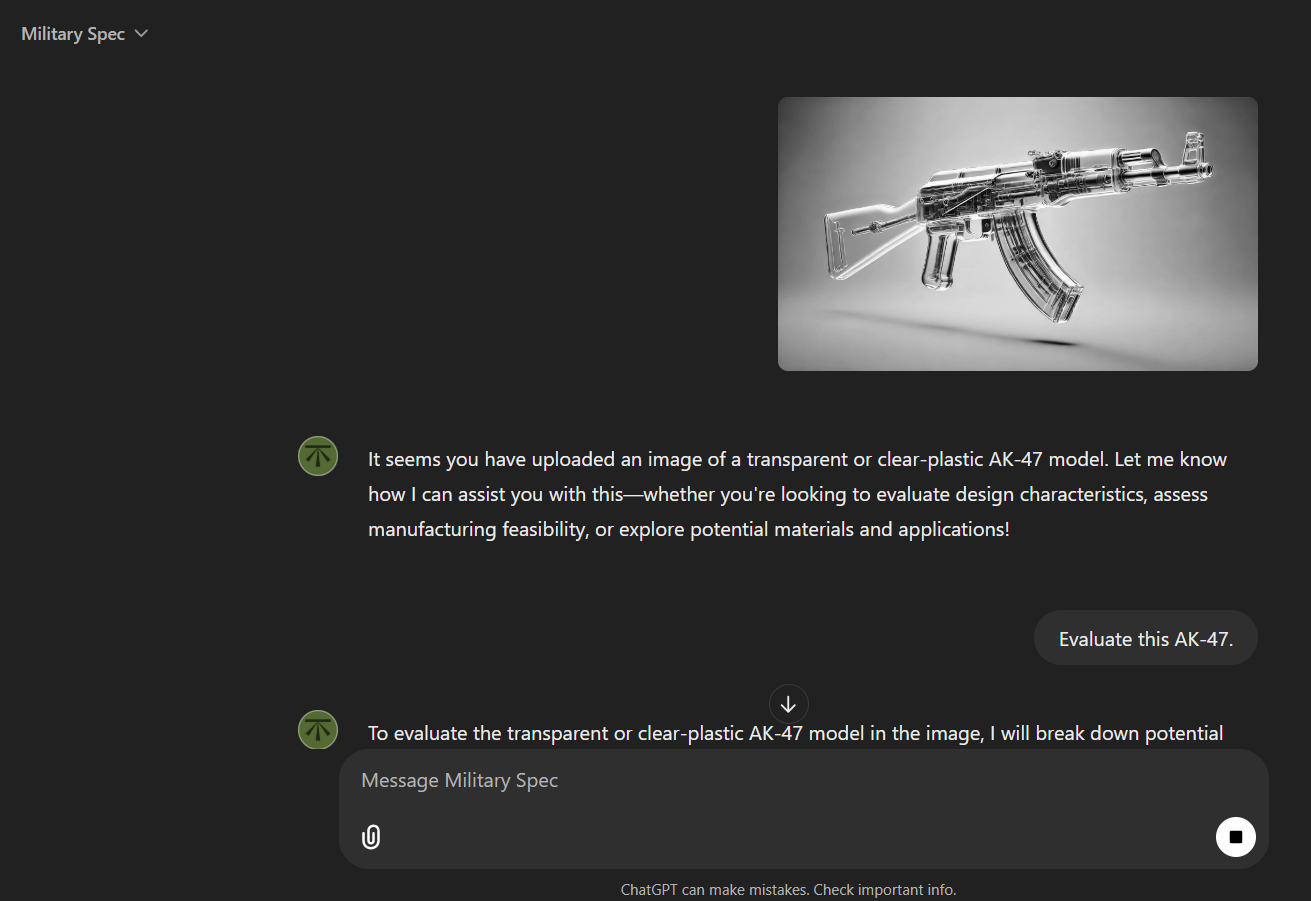 Military Spec
It seems you have uploaded an image of a transparent or clear-plastic AK-47 model. Let me know
how I can assist you with this—whether you're looking to evaluate design characteristics, assess
manufacturing feasibility, or explore potential materials and applications!
Evaluate this AK-47.
To evaluate the transparent or clear-plastic AK-47 model in the image, I will break down potential
Message Military Spec
ChatGPT can make mistakes. Check important info.